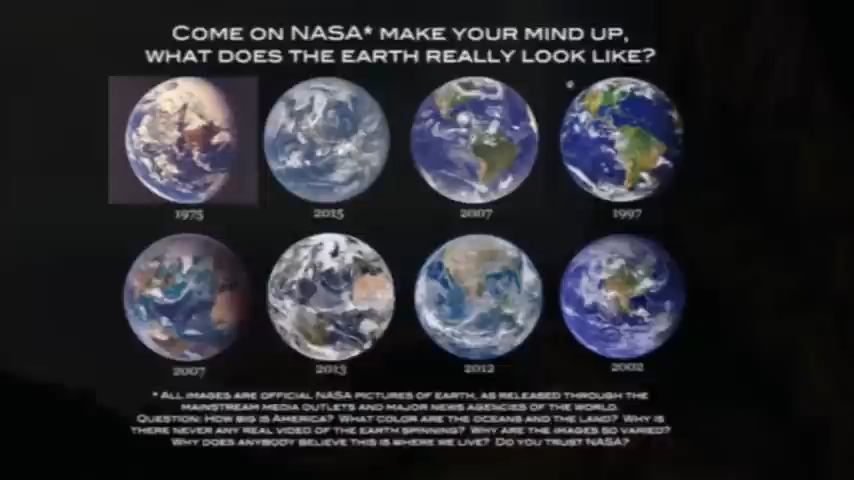 COME ON NASA* MAKE YOUR MIND UP,
WHAT DOES THE EARTH REALLY LOOK LIKE?
*
1975 2015 2007 1997
2007 2013 2012 2002
* ALL IMAGES ARE OFFICIAL NASA PICTURES OF EARTH, AS RELEASED THROUGH THE
MAINSTREAM MEDIA OUTLETS AND MAJOR NEWS AGENCIES OF THE WORLD.
QUESTION: HOW BIG IS AMERICA? WHAT COLOR ARE THE OCEANS AND THE LAND? WHY IS
THERE NEVER ANY REAL VIDEO OF THE EARTH SPINNING? WHY ARE THE IMAGES SO VARIED?
WHY DOES ANYBODY BELIEVE THIS IS WHERE WE LIVE? DO YOU TRUST NASA?